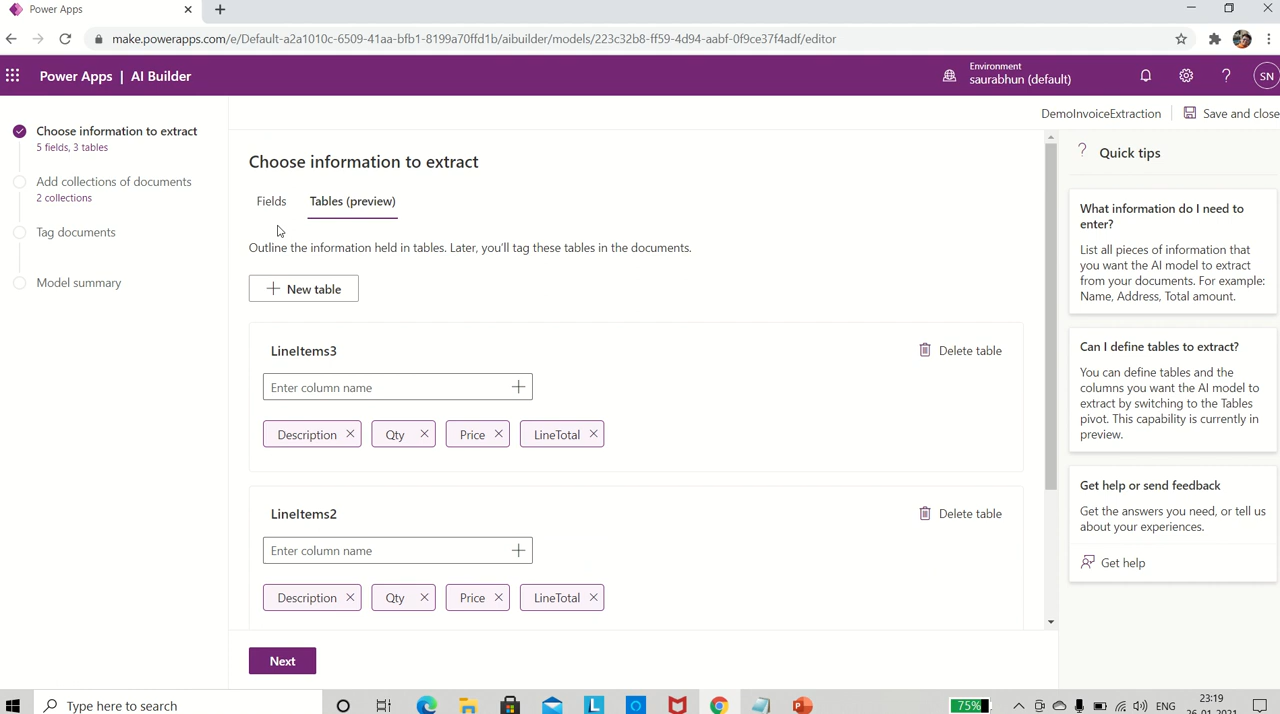 Power Apps
make.powerapps.com/e/Default-a2a1010c-6509-41aa-bfb1-8199a70ffd1b/aibuilder/models/223c32b8-ff59-4d94-aabf-0f9ce37f4adf/editor
Power Apps | AI Builder
Environment
saurabhun (default)
?
SN
DemoInvoiceExtraction
Save and close
Choose information to extract
5 fields, 3 tables
Add collections of documents
2 collections
Tag documents
Model summary
Choose information to extract
Fields
Tables (preview)
Outline the information held in tables. Later, you'll tag these tables in the documents.
New table
LineItems3
Delete table
Enter column name
Description
Qty
Price
LineTotal
LineItems2
Delete table
Enter column name
Description
Qty
Price
LineTotal
Next
? Quick tips
What information do I need to
enter?
List all pieces of information that
you want the AI model to extract
from your documents. For example:
Name, Address, Total amount.
Can I define tables to extract?
You can define tables and the
columns you want the AI model to
extract by switching to the Tables
pivot. This capability is currently in
preview.
Get help or send feedback
Get the answers you need, or tell us
about your experiences.
Get help
Type here to search
75%
ENG
23:19
26-01-2021